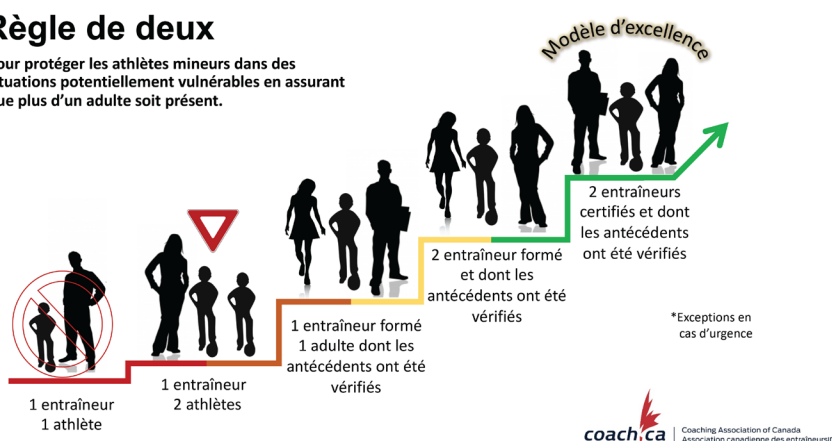 Règle de deux
our protéger les athlètes mineurs dans des
tuations potentiellement vulnérables en assurant
ue plus d'un adulte soit présent.
Modèle d'excellence
2 entraîneurs
certifiés et dont
les antécédents
ont été vérifiés
2 entraîneur formé
et dont les
antécédents ont été
vérifiés
*Exceptions en
cas d'urgence
1 entraîneur formé
1 adulte dont les
antécédents ont été
vérifiés
1 entraîneur
2 athlètes
1 entraîneur
1 athlète
coach.ca
Coaching Association of Canada
Association canadienne des entraîneurs